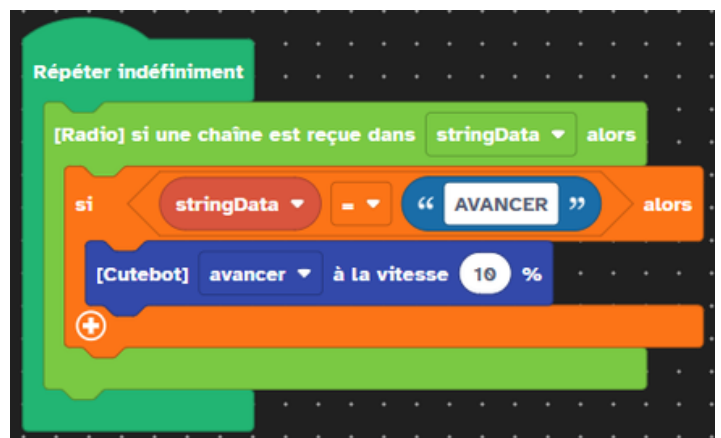 Répéter indéfiniment
[Radio] si une chaîne est reçue dans stringData alors
si stringData = “ AVANCER ” alors
[Cutebot] avancer à la vitesse 10 %